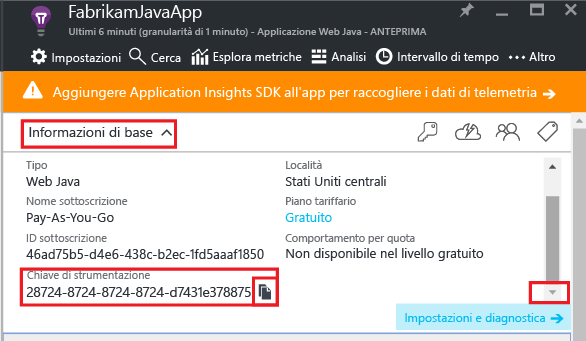 FabrikamJavaApp
Ultimi 6 minuti (granularità di 1 minuto) - Applicazione Web Java - ANTEPRIMA
Impostazioni Cerca Esplora metriche Analisi Intervallo di tempo Altro
Aggiungere Application Insights SDK all'app per raccogliere i dati di telemetria
Informazioni di base
Tipo
Web Java
Nome sottoscrizione
Pay-As-You-Go
ID sottoscrizione
46ad75b5-d4e6-438c-b2ec-1fd5aaaf1850
Chiave di strumentazione
28724-8724-8724-8724-d7431e378875
Località
Stati Uniti centrali
Piano tariffario
Gratuito
Comportamento per quota
Non disponibile nel livello gratuito
Impostazioni e diagnostica